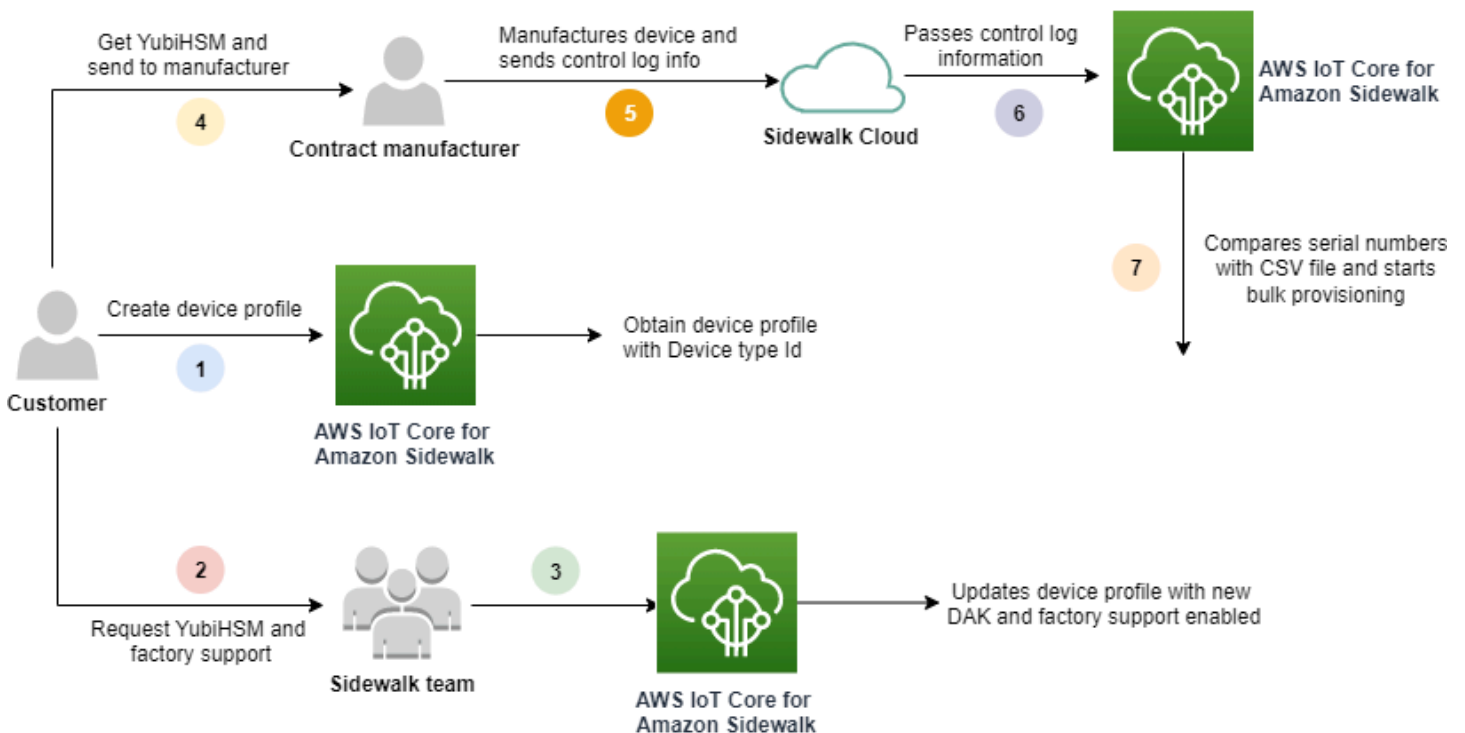 Get YubiHSM and
send to manufacturer
4
Contract manufacturer
Manufactures device and
sends control log info
5
Sidewalk Cloud
Passes control log
information
6
AWS IoT Core for
Amazon Sidewalk
7
Compares serial numbers
with CSV file and starts
bulk provisioning
Customer
Create device profile
1
AWS IoT Core for
Amazon Sidewalk
Obtain device profile
with Device type Id
2
Request YubiHSM and
factory support
Sidewalk team
3
AWS IoT Core for
Amazon Sidewalk
Updates device profile with new
DAK and factory support enabled